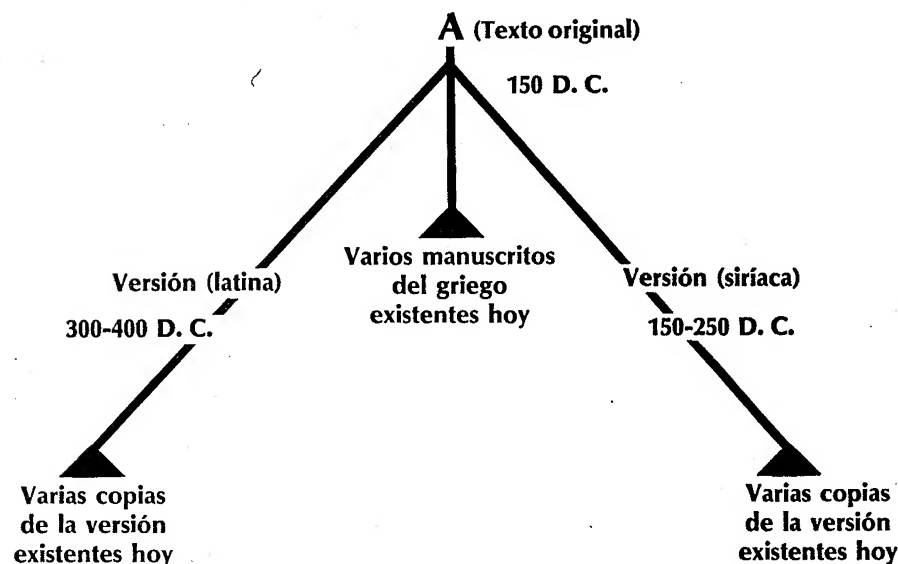 A (Texto original)
150 D. C.
Varios manuscritos
del griego
existentes hoy
Versión (latina)
300-400 D. C.
Versión (siríaca)
150-250 D. C.
Varias copias
de la versión
existentes hoy
Varias copias
de la versión
existentes hoy